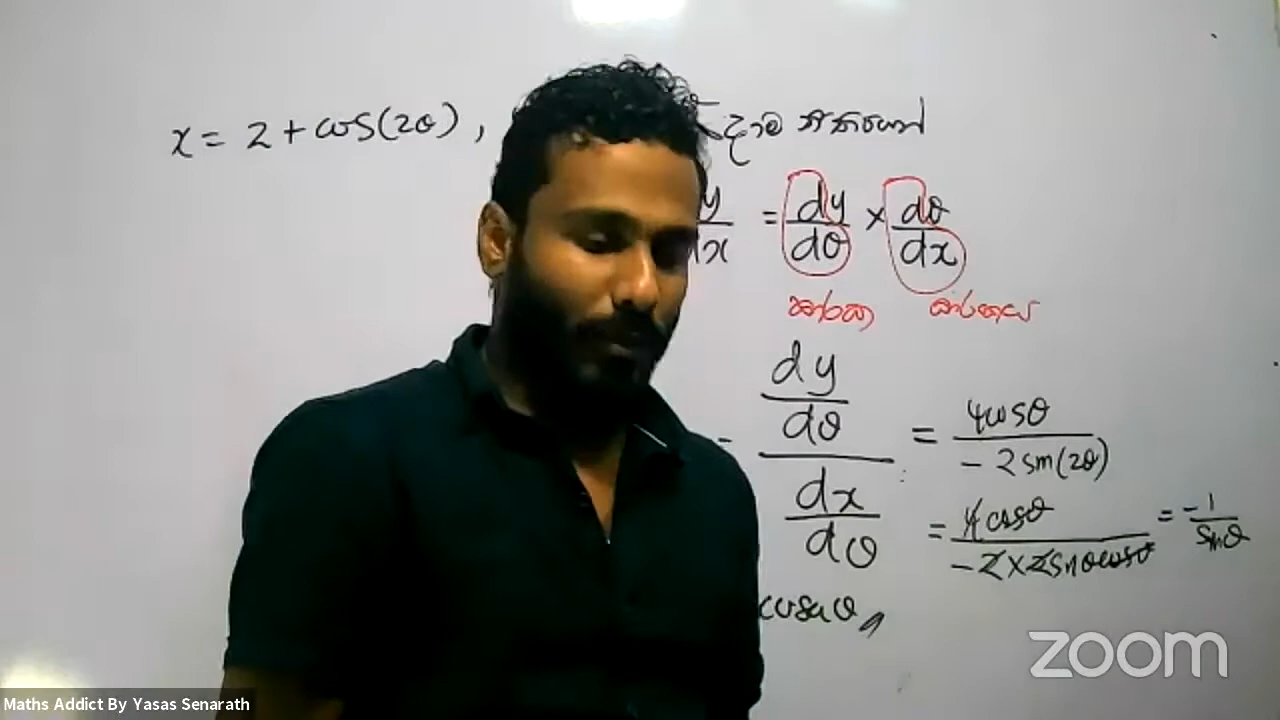 x = 2 + cos(2θ) , දාම නීතියෙන්
y/dx = dy/dθ × dθ/dx
dy/dθ / dx/dθ = 4cosθ / -2sin(2θ)
= 4cosθ / -2×2sinθcosθ = -1/sinθ
cosecθ
zoom
Maths Addict By Yasas Senarath